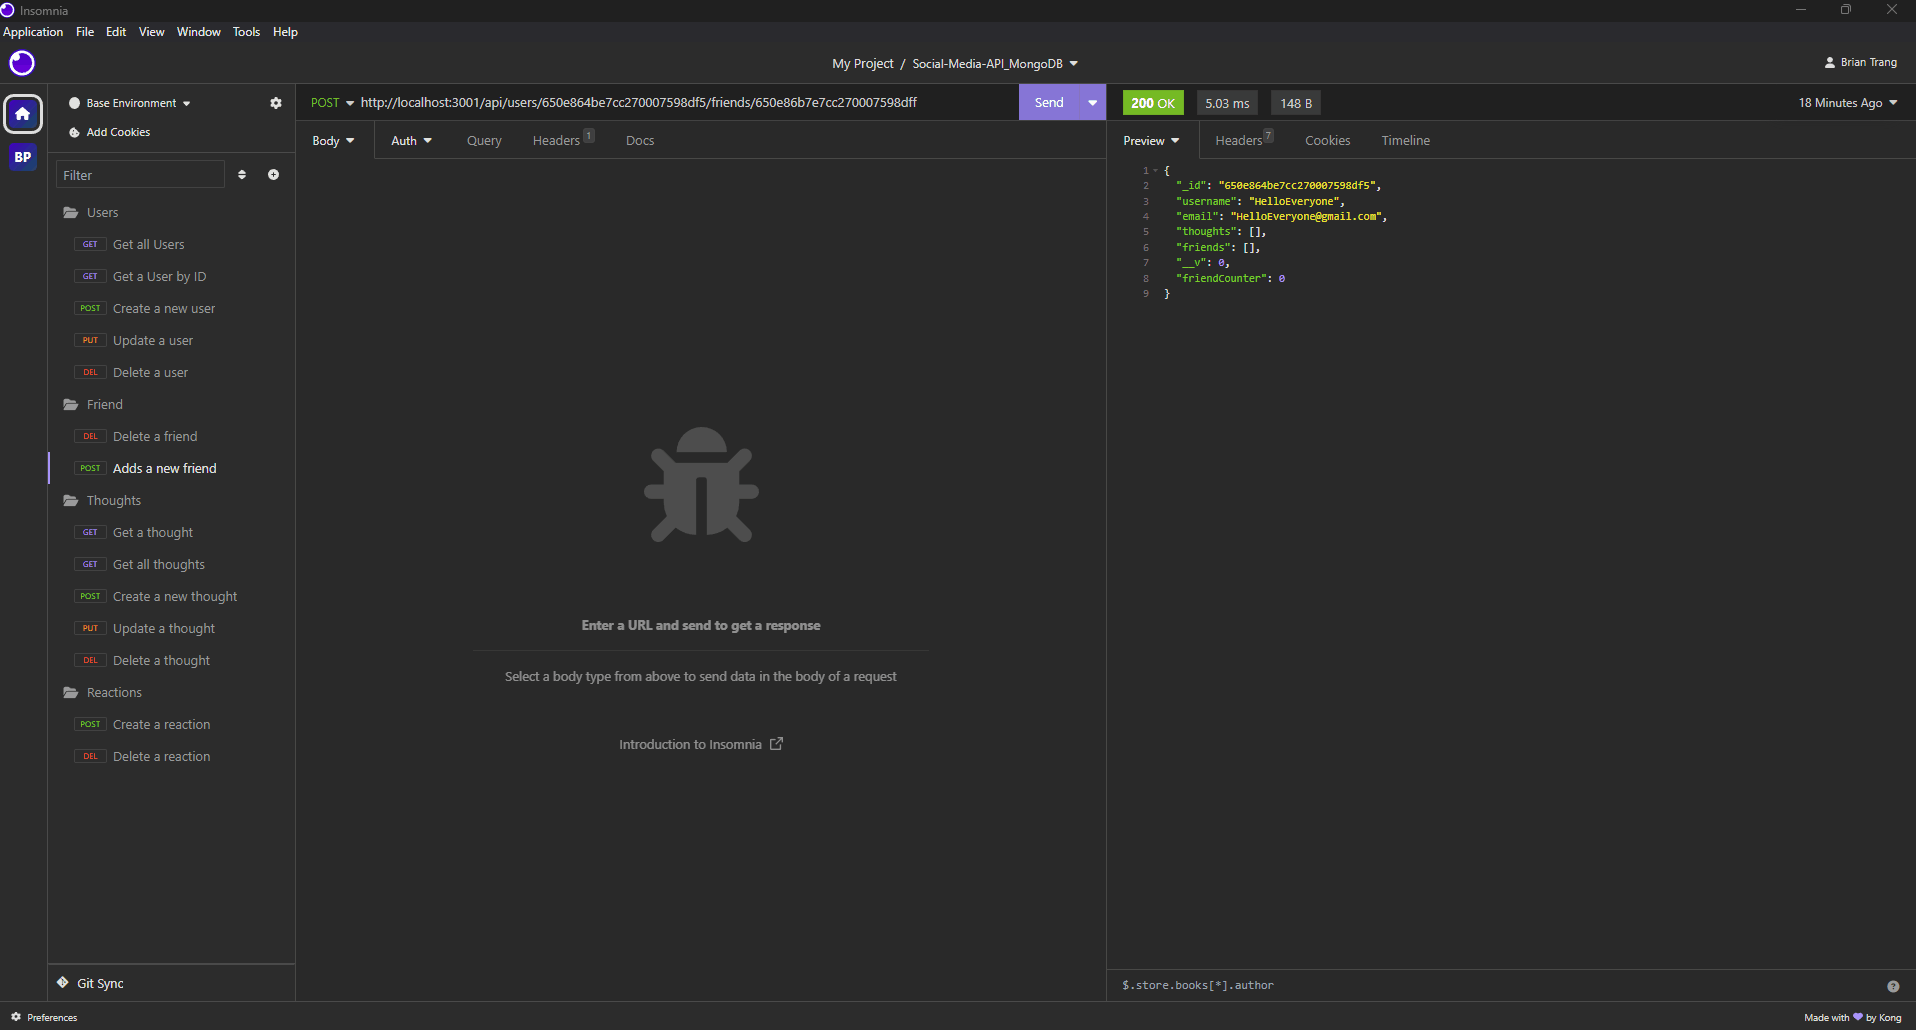 Insomnia
Application File Edit View Window Tools Help
My Project / Social-Media-API_MongoDB
Brian Trang
BP
Base Environment
Add Cookies
Filter
Users
GET Get all Users
GET Get a User by ID
POST Create a new user
PUT Update a user
DEL Delete a user
Friend
DEL Delete a friend
POST Adds a new friend
Thoughts
GET Get a thought
GET Get all thoughts
POST Create a new thought
PUT Update a thought
DEL Delete a thought
Reactions
POST Create a reaction
DEL Delete a reaction
Git Sync
Preferences
POST http://localhost:3001/api/users/650e864be7cc270007598df5/friends/650e86b7e7cc270007598dff Send
Body Auth Query Headers 1 Docs
Enter a URL and send to get a response
Select a body type from above to send data in the body of a request
Introduction to Insomnia
200 OK 5.03 ms 148 B 18 Minutes Ago
Preview Headers 7 Cookies Timeline
1 {
2 "_id": "650e864be7cc270007598df5",
3 "username": "HelloEveryone",
4 "email": "HelloEveryone@gmail.com",
5 "thoughts": [],
6 "friends": [],
7 "__v": 0,
8 "friendCounter": 0
9 }
$.store.books[*].author
?
Made with 💜 by Kong